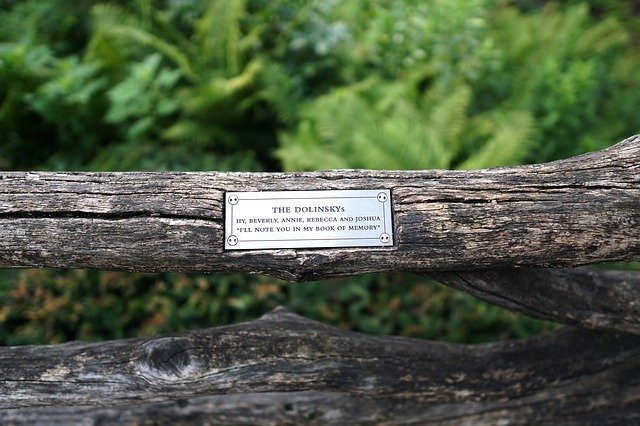 THE DOLINSKYs
HY, BEVERLY, ANNIE, REBECCA AND JOSHUA
"I'LL NOTE YOU IN MY BOOK OF MEMORY"